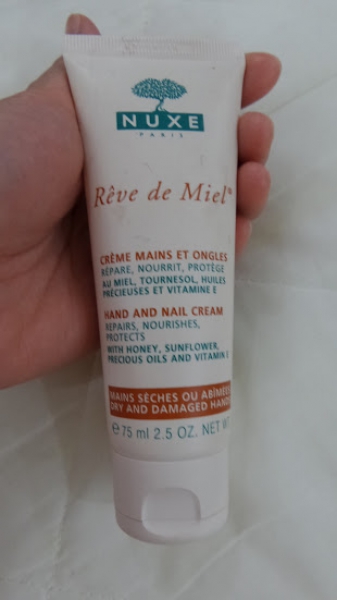 NUXE
PARIS
Rêve de Miel®
CRÈME MAINS ET ONGLES
RÉPARE, NOURRIT, PROTÈGE
AU MIEL, TOURNESOL, HUILES
PRÉCIEUSES ET VITAMINE E
HAND AND NAIL CREAM
REPAIRS, NOURISHES,
PROTECTS
WITH HONEY, SUNFLOWER,
PRECIOUS OILS AND VITAMIN E
MAINS SÈCHES OU ABÎMÉES
DRY AND DAMAGED HANDS
e 75 ml 2.5 OZ. NET